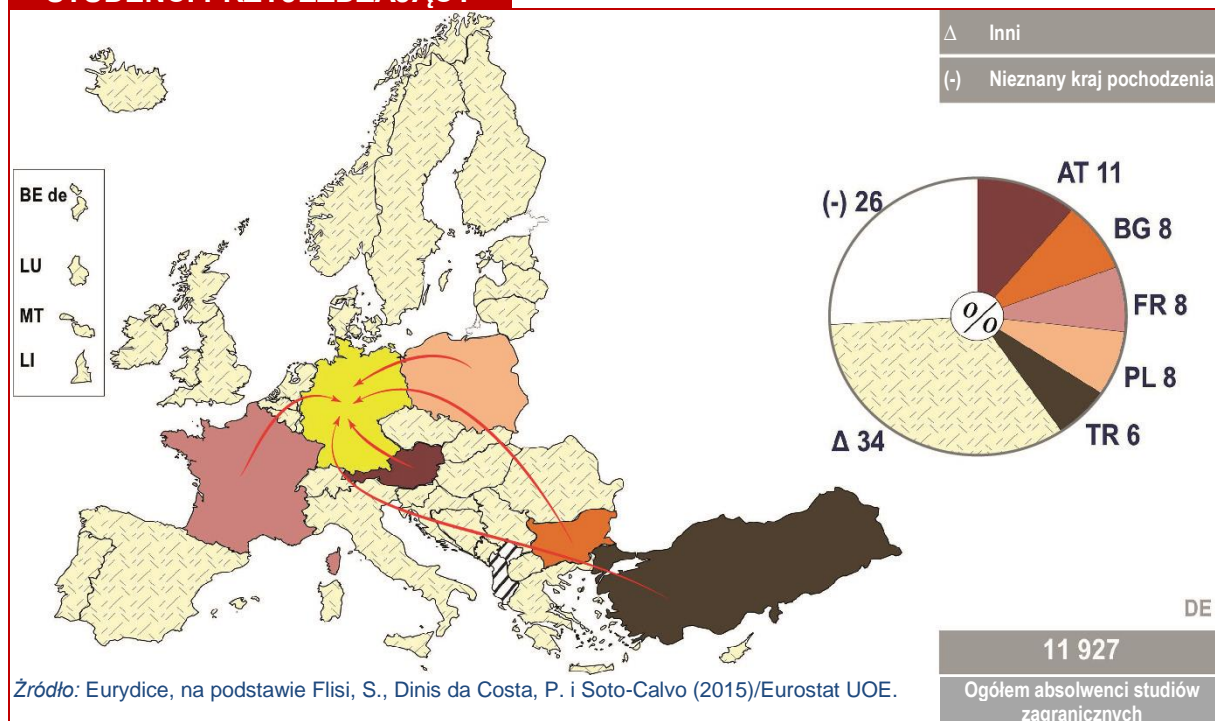 STUDENCI PRZYJEŻDŻAJĄCY
Δ Inni
(-) Nieznany kraj pochodzenia
BE de
LU
MT
LI
(-) 26
AT 11
BG 8
FR 8
PL 8
TR 6
Δ 34
%
DE
11 927
Ogółem absolwenci studiów
zagranicznych
Źródło: Eurydice, na podstawie Flisi, S., Dinis da Costa, P. i Soto-Calvo (2015)/Eurostat UOE.